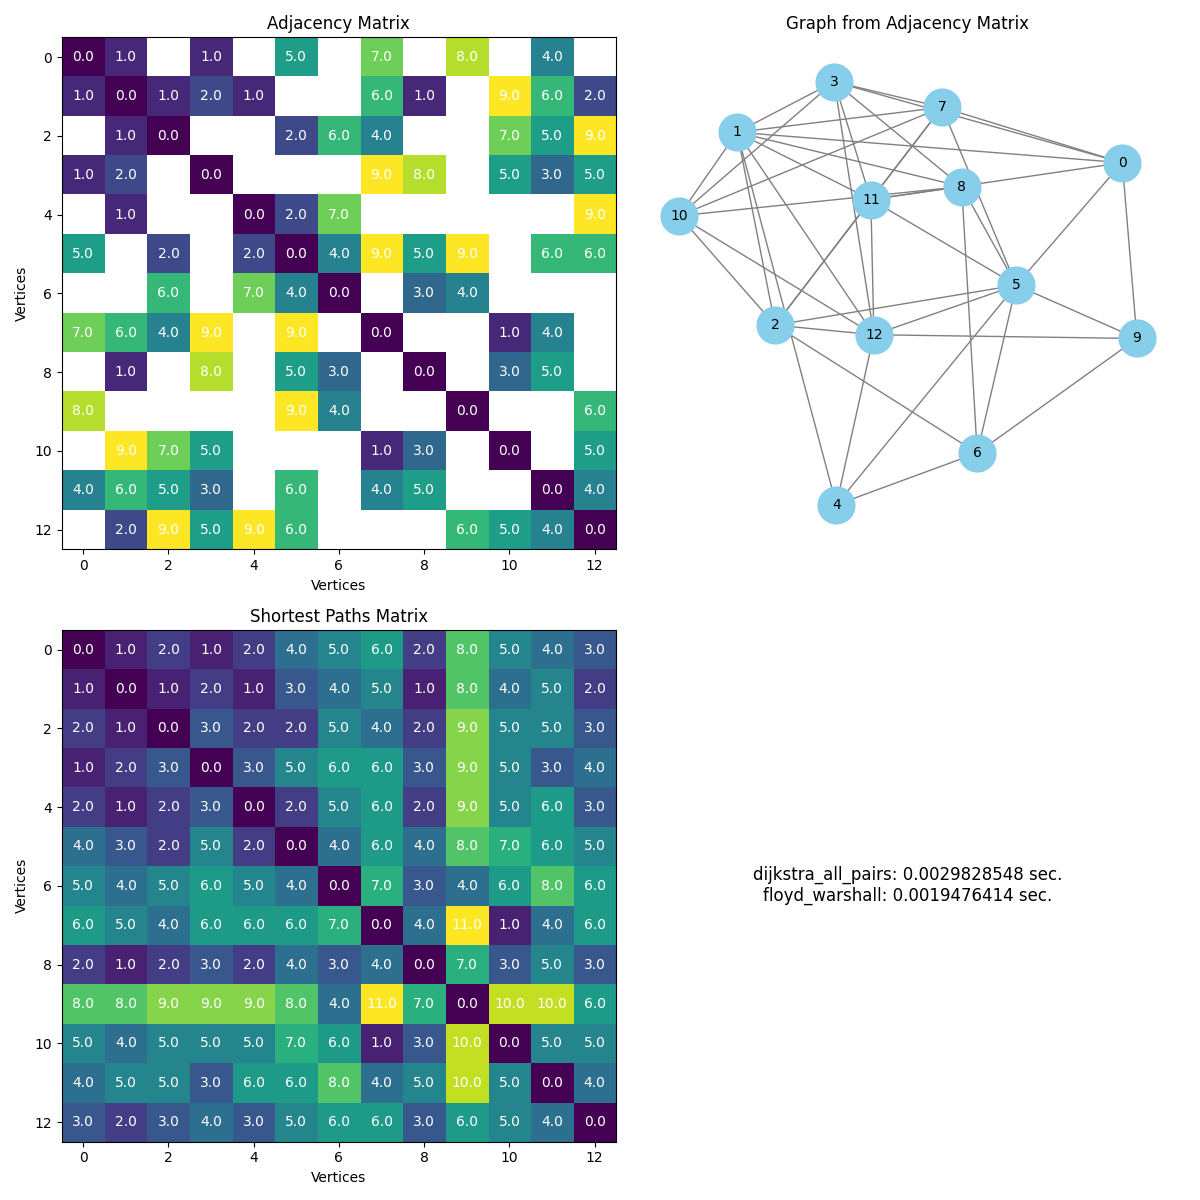 Adjacency Matrix
0 0.0 1.0 1.0 5.0 7.0 8.0 4.0
1.0 0.0 1.0 2.0 1.0 6.0 1.0 9.0 6.0 2.0
2 1.0 0.0 2.0 6.0 4.0 7.0 5.0 9.0
1.0 2.0 0.0 9.0 8.0 5.0 3.0 5.0
4 1.0 0.0 2.0 7.0 9.0
5.0 2.0 2.0 0.0 4.0 9.0 5.0 9.0 6.0 6.0
6 6.0 7.0 4.0 0.0 3.0 4.0
7.0 6.0 4.0 9.0 9.0 0.0 1.0 4.0
8 1.0 8.0 5.0 3.0 0.0 3.0 5.0
8.0 9.0 4.0 0.0 6.0
10 9.0 7.0 5.0 1.0 3.0 0.0 5.0
4.0 6.0 5.0 3.0 6.0 4.0 5.0 0.0 4.0
12 2.0 9.0 5.0 9.0 6.0 6.0 5.0 4.0 0.0
0 2 4 6 8 10 12
Vertices
Vertices
Graph from Adjacency Matrix
3
7
1
0
8
11
10
5
2
12
9
6
4
Shortest Paths Matrix
0 0.0 1.0 2.0 1.0 2.0 4.0 5.0 6.0 2.0 8.0 5.0 4.0 3.0
1.0 0.0 1.0 2.0 1.0 3.0 4.0 5.0 1.0 8.0 4.0 5.0 2.0
2 2.0 1.0 0.0 3.0 2.0 2.0 5.0 4.0 2.0 9.0 5.0 5.0 3.0
1.0 2.0 3.0 0.0 3.0 5.0 6.0 6.0 3.0 9.0 5.0 3.0 4.0
4 2.0 1.0 2.0 3.0 0.0 2.0 5.0 6.0 2.0 9.0 5.0 6.0 3.0
4.0 3.0 2.0 5.0 2.0 0.0 4.0 6.0 4.0 8.0 7.0 6.0 5.0
6 5.0 4.0 5.0 6.0 5.0 4.0 0.0 7.0 3.0 4.0 6.0 8.0 6.0
6.0 5.0 4.0 6.0 6.0 6.0 7.0 0.0 4.0 11.0 1.0 4.0 6.0
8 2.0 1.0 2.0 3.0 2.0 4.0 3.0 4.0 0.0 7.0 3.0 5.0 3.0
8.0 8.0 9.0 9.0 9.0 8.0 4.0 11.0 7.0 0.0 10.0 10.0 6.0
10 5.0 4.0 5.0 5.0 5.0 7.0 6.0 1.0 3.0 10.0 0.0 5.0 5.0
4.0 5.0 5.0 3.0 6.0 6.0 8.0 4.0 5.0 10.0 5.0 0.0 4.0
12 3.0 2.0 3.0 4.0 3.0 5.0 6.0 6.0 3.0 6.0 5.0 4.0 0.0
0 2 4 6 8 10 12
Vertices
Vertices
dijkstra_all_pairs: 0.0029828548 sec.
floyd_warshall: 0.0019476414 sec.